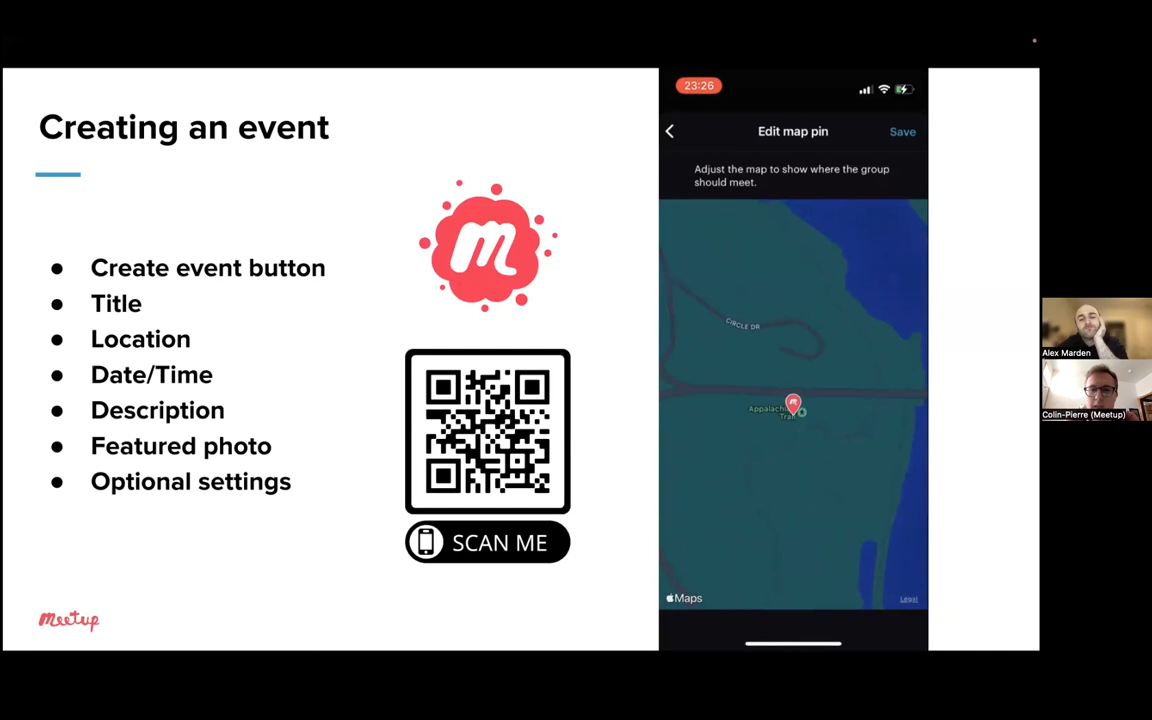 Creating an event
● Create event button
● Title
● Location
● Date/Time
● Description
● Featured photo
● Optional settings
m
SCAN ME
meetup
23:26
Edit map pin
Save
Adjust the map to show where the group
should meet.
CIRCLE DR
m
Trail
Maps
Legal
Alex Marden
Colin-Pierre (Meetup)